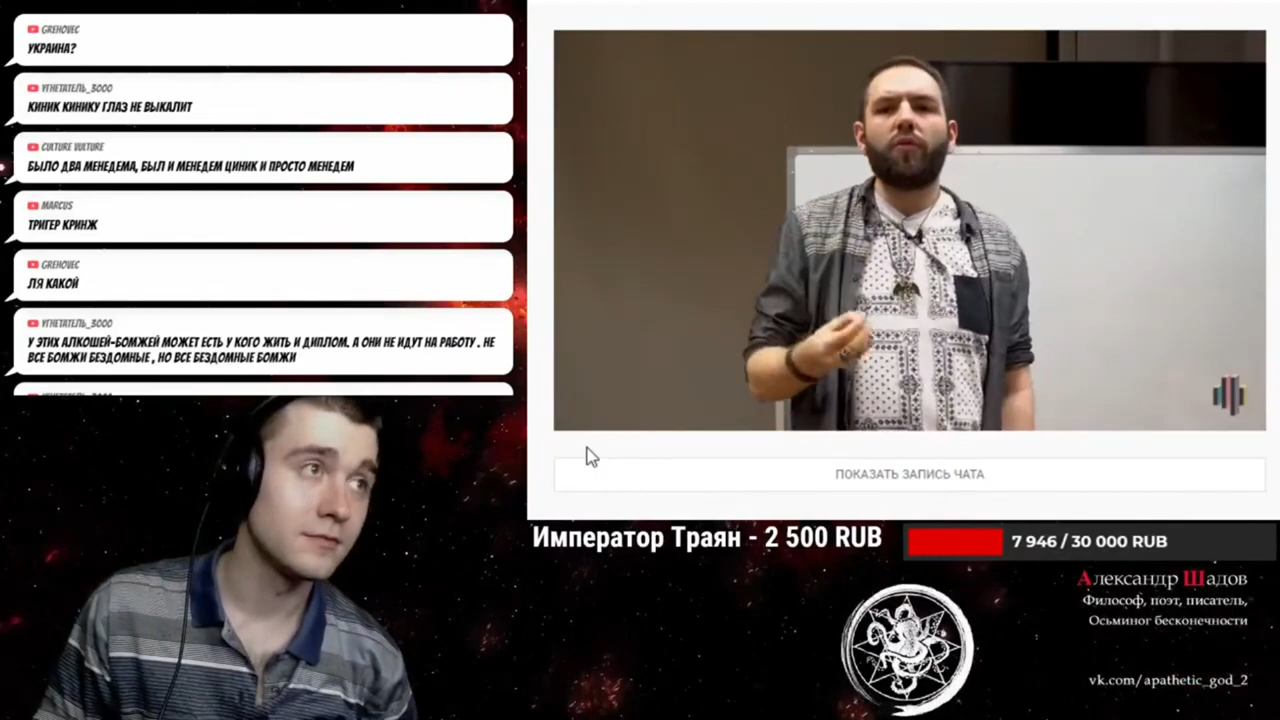 GREHOVEC
УКРАИНА?
УГНЕТАТЕЛЬ_3000
КИНИК КИНИКУ ГЛАЗ НЕ ВЫКАЛИТ
CULTURE VULTURE
БЫЛО ДВА МЕНЕДЕМА, БЫЛ И МЕНЕДЕМ ЦИНИК И ПРОСТО МЕНЕДЕМ
MARCUS
ТРИГЕР КРИНЖ
GREHOVEC
ЛЯ КАКОЙ
УГНЕТАТЕЛЬ_3000
У ЭТИХ АЛКОШЕЙ-БОМЖЕЙ МОЖЕТ ЕСТЬ У КОГО ЖИТЬ И ДИПЛОМ. А ОНИ НЕ ИДУТ НА РАБОТУ . НЕ
ВСЕ БОМЖИ БЕЗДОМНЫЕ , НО ВСЕ БЕЗДОМНЫЕ БОМЖИ
ПОКАЗАТЬ ЗАПИСЬ ЧАТА
Император Траян - 2 500 RUB
7 946 / 30 000 RUB
Александр Шадов
Философ, поэт, писатель,
Осьминог бесконечности
vk.com/apathetic_god_2